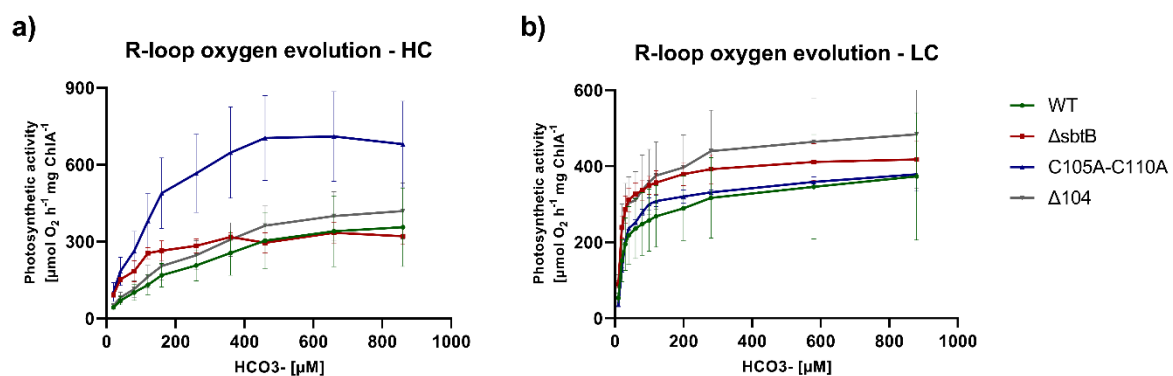 a)
R-loop oxygen evolution - HC
Photosynthetic activity
[µmol O₂ h⁻¹ mg ChlA⁻¹]
900
600
300
0
0 200 400 600 800 1000
HCO3- [µM]
b)
R-loop oxygen evolution - LC
Photosynthetic activity
[µmol O₂ h⁻¹ mg ChlA⁻¹]
600
400
200
0
0 200 400 600 800 1000
HCO3- [µM]
WT
ΔsbtB
C105A-C110A
Δ104